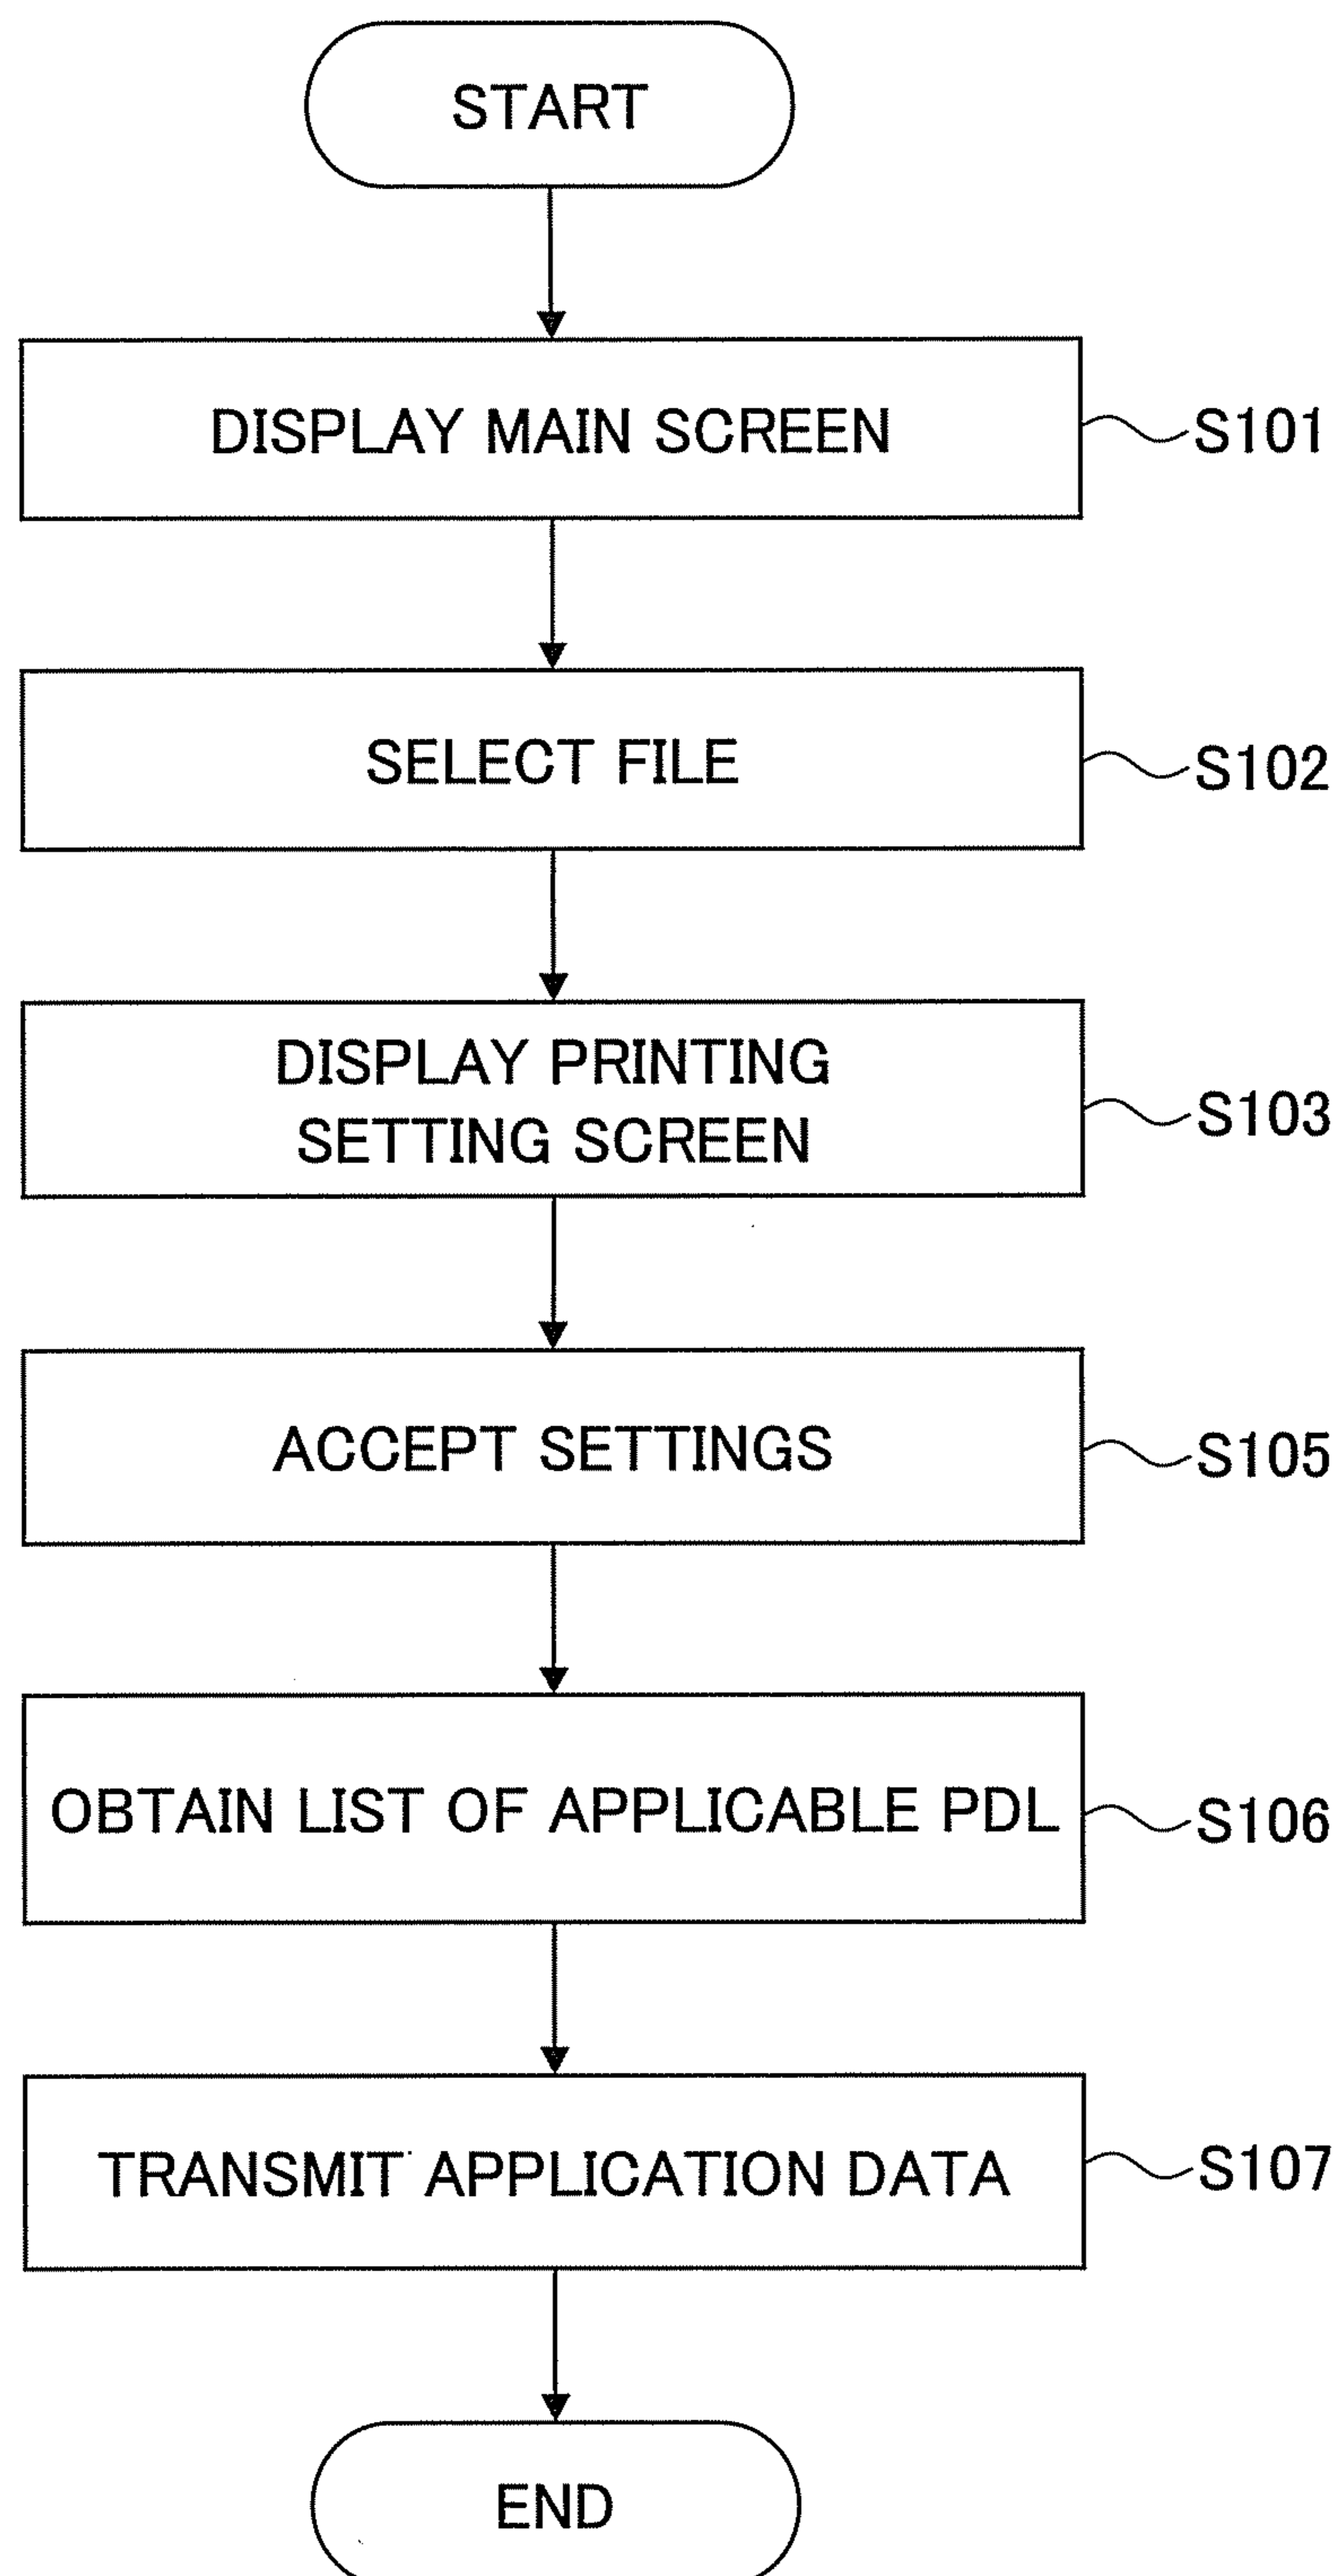 START
DISPLAY MAIN SCREEN
S101
SELECT FILE
S102
DISPLAY PRINTING
SETTING SCREEN
S103
ACCEPT SETTINGS
S105
OBTAIN LIST OF APPLICABLE PDL
S106
TRANSMIT APPLICATION DATA
S107
END